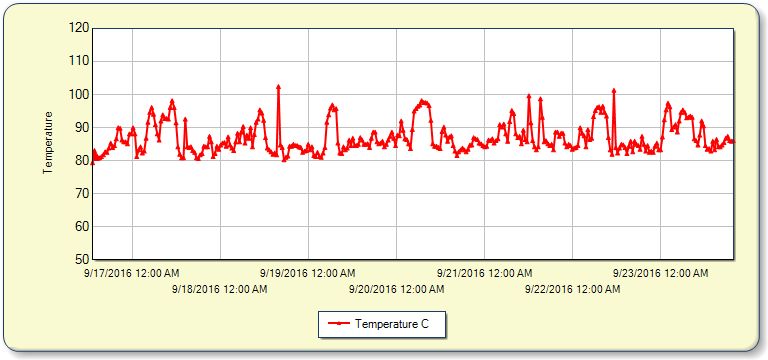 120
110
100
90
80
70
60
50
Temperature
9/17/2016 12:00 AM
9/19/2016 12:00 AM
9/21/2016 12:00 AM
9/23/2016 12:00 AM
9/18/2016 12:00 AM
9/20/2016 12:00 AM
9/22/2016 12:00 AM
Temperature C